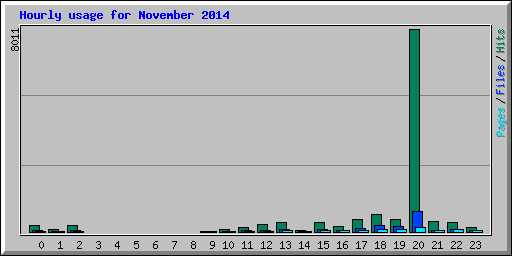 Hourly usage for November 2014
8011
Pages/Files/Hits
0 1 2 3 4 5 6 7 8 9 10 11 12 13 14 15 16 17 18 19 20 21 22 23